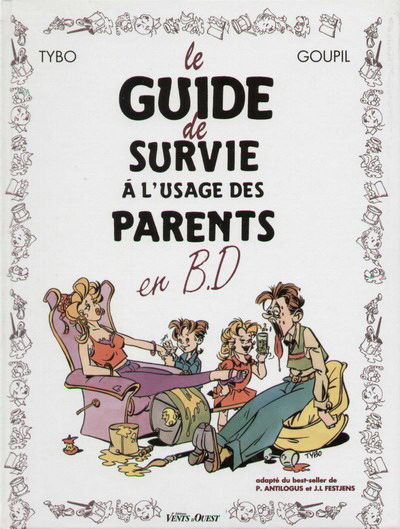 TYBO
GOUPIL
le
GUIDE
de
SURVIE
À L'USAGE DES
PARENTS
en B.D
TYBO
adapté du best-seller de
P. ANTILOGUS et J.L FESTJENS
VENTS D'OUEST